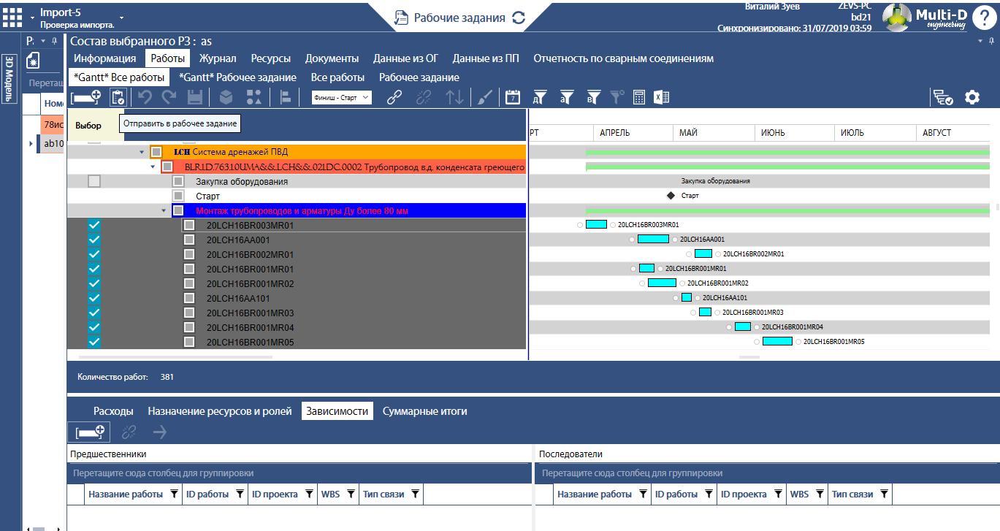 Import-5
Проверка импорта.
Рабочие задания
Виталий Зуев
ZEVS-PC
bd21
Синхронизировано: 31/07/2019 03:59
Multi-D
engineering
?
3D Модель
Состав выбранного РЗ : as
Информация Работы Журнал Ресурсы Документы Данные из ОГ Данные из ПП Отчетность по сварным соединениям
*Gantt* Все работы *Gantt* Рабочее задание Все работы Рабочее задание
Финиш - Старт
Перетащ
Номе
78ис
ab10
Выбор
Отправить в рабочее задание
РТ АПРЕЛЬ МАЙ ИЮНЬ ИЮЛЬ АВГУСТ
LCH Система дренажей ПВД
BLR1.D.763.1.0UMA&&.LCH&&.021.DC.0002 Трубопровод в.д. конденсата греющего
Закупка оборудования Закупка оборудования
Старт Старт
Монтаж трубопроводов и арматуры Ду более 80 мм
20LCH16BR003MR01 20LCH16BR003MR01
20LCH16AA001 20LCH16AA001
20LCH16BR002MR01 20LCH16BR002MR01
20LCH16BR001MR01 20LCH16BR001MR01
20LCH16BR001MR02 20LCH16BR001MR02
20LCH16AA101 20LCH16AA101
20LCH16BR001MR03 20LCH16BR001MR03
20LCH16BR001MR04 20LCH16BR001MR04
20LCH16BR001MR05 20LCH16BR001MR05
Количество работ: 381
Расходы Назначение ресурсов и ролей Зависимости Суммарные итоги
Предшественники Последователи
Перетащите сюда столбец для группировки Перетащите сюда столбец для группировки
Название работы ID работы ID проекта WBS Тип связи Название работы ID работы ID проекта WBS Тип связи